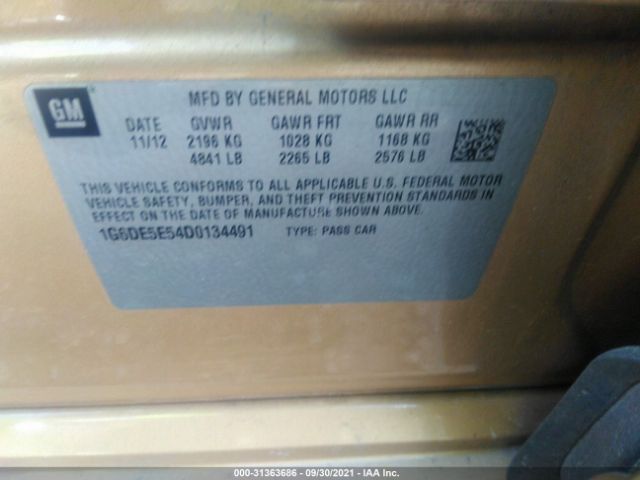 GM
MFD BY GENERAL MOTORS LLC
DATE GVWR GAWR FRT GAWR RR
11/12 2196 KG 1028 KG 1168 KG
4841 LB 2265 LB 2576 LB
THIS VEHICLE CONFORMS TO ALL APPLICABLE U.S. FEDERAL MOTOR
VEHICLE SAFETY, BUMPER, AND THEFT PREVENTION STANDARDS IN
EFFECT ON THE DATE OF MANUFACTURE SHOWN ABOVE.
1G6DE5E54D0134491 TYPE: PASS CAR
000-31363686 - 09/30/2021 - IAA Inc.